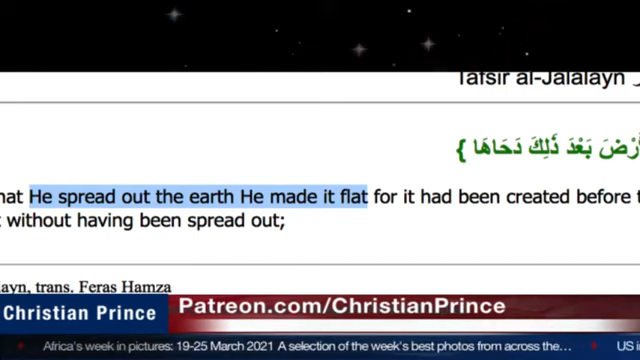 Tafsir al-Jalalayn
بَعْدَ ذَلِكَ دَحَاهَا }
He spread out the earth He made it flat for it had been created before
without having been spread out;
trans. Feras Hamza
Patreon.com/ChristianPrince
Christian Prince
Africa's week in pictures: 19-25 March 2021 A selection of the week's best photos from across the...
US